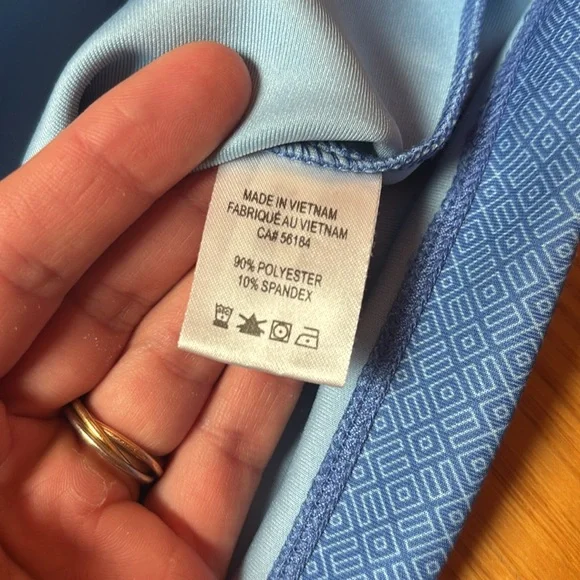 MADE IN VIETNAM
FABRIQUÉ AU VIETNAM
CA# 56184
90% POLYESTER
10% SPANDEX